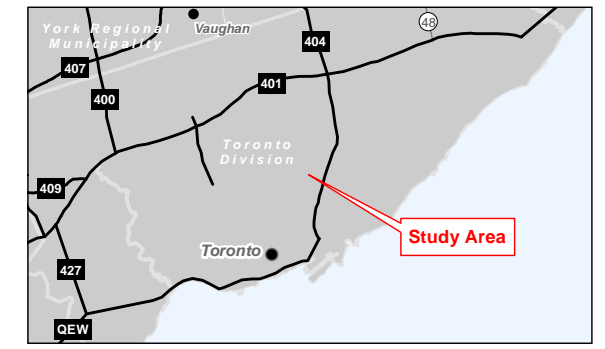 York Regional
Municipality
Vaughan
48
404
407
401
400
Toronto
Division
409
Study Area
Toronto
427
QEW